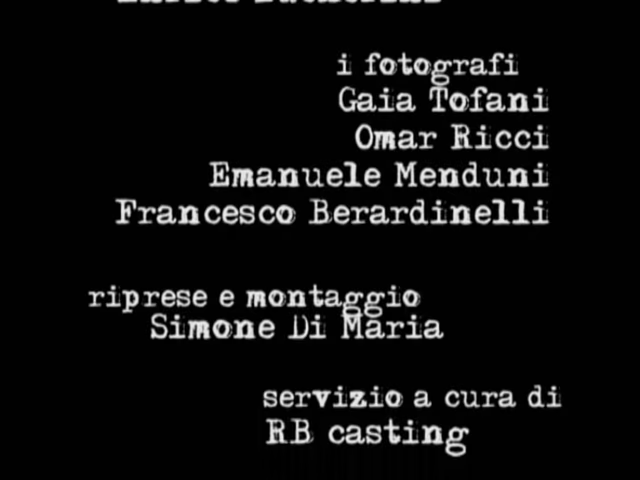 i fotografi
Gaia Tofani
Omar Ricci
Emanuele Menduni
Francesco Berardinelli
riprese e montaggio
Simone Di Maria
servizio a cura di
RB casting